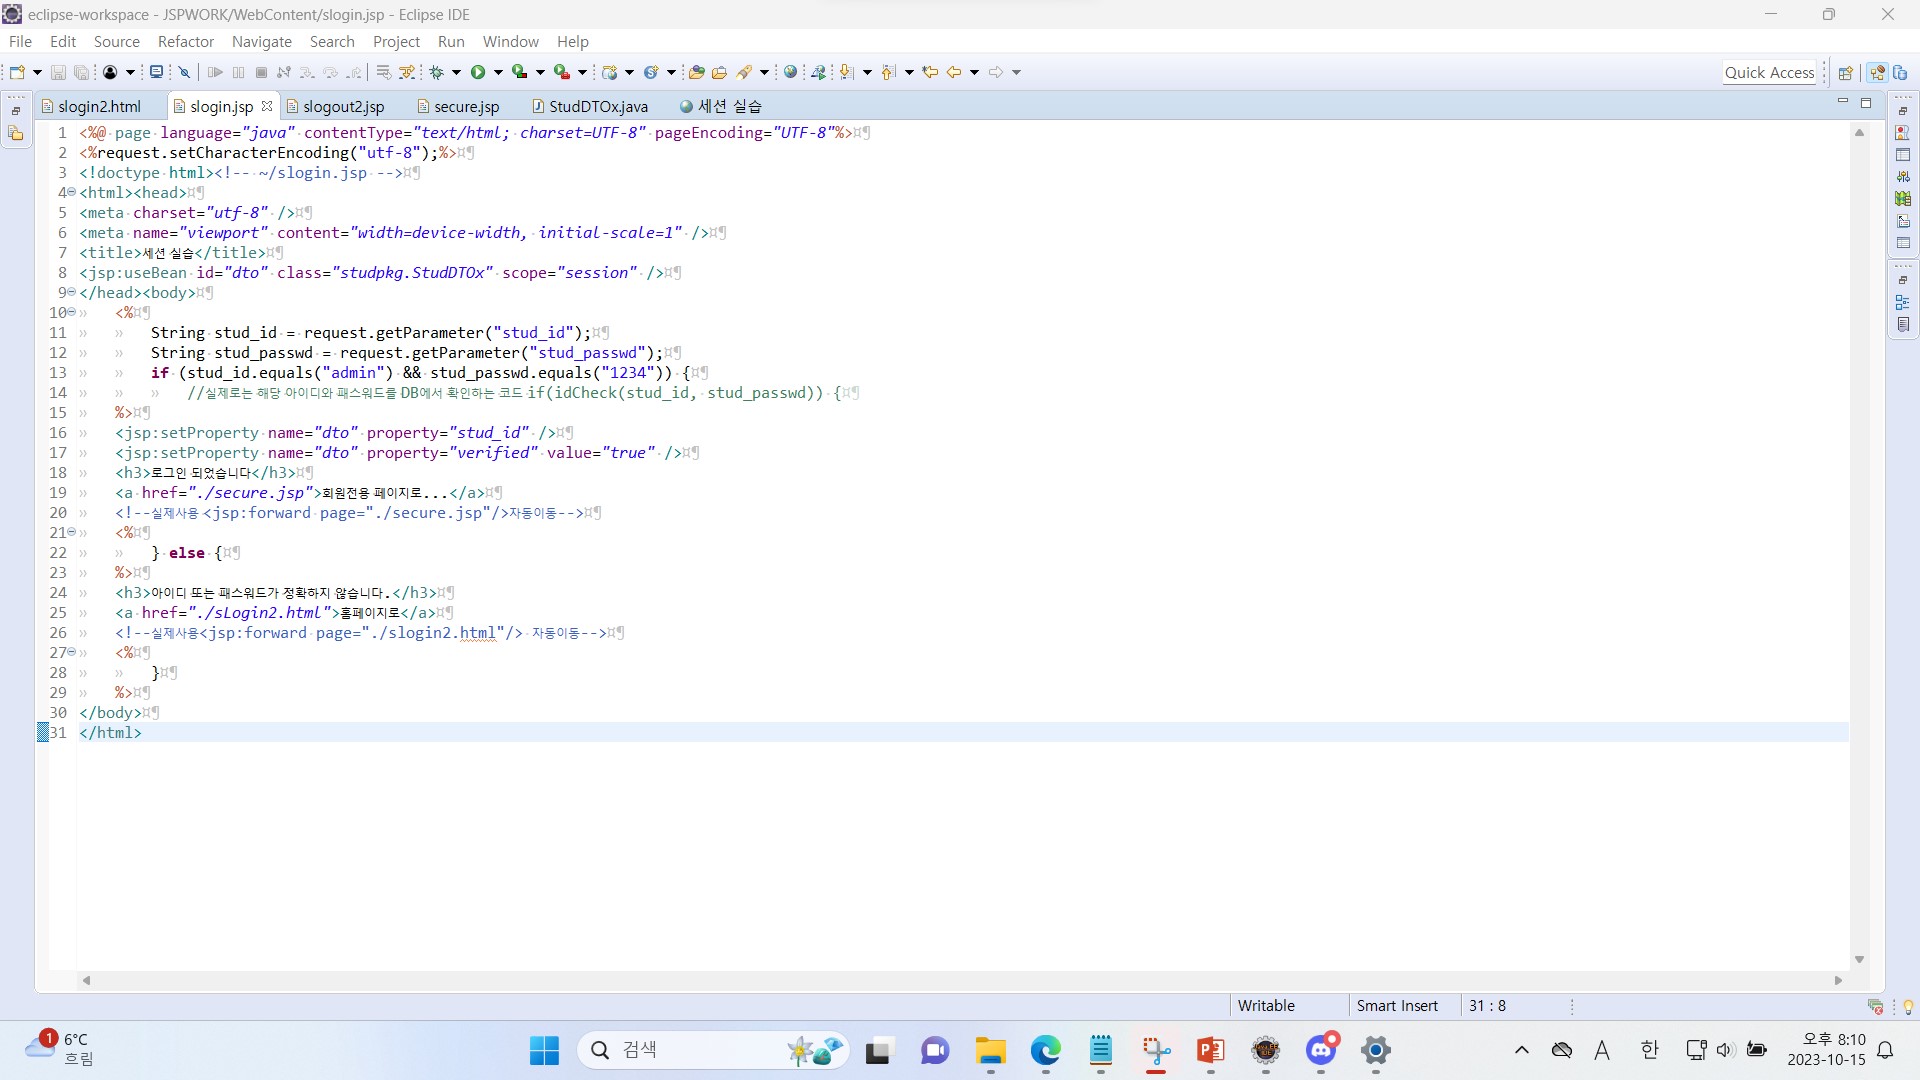 eclipse-workspace - JSPWORK/WebContent/slogin.jsp - Eclipse IDE
File Edit Source Refactor Navigate Search Project Run Window Help
Quick Access
slogin2.html slogin.jsp slogout2.jsp secure.jsp StudDTOx.java 세션 실습
1 <%@ page language="java" contentType="text/html; charset=UTF-8" pageEncoding="UTF-8"%>
2 <%request.setCharacterEncoding("utf-8");%>
3 <!doctype html><!-- ~/slogin.jsp -->
4 <html><head>
5 <meta charset="utf-8" />
6 <meta name="viewport" content="width=device-width, initial-scale=1" />
7 <title>세션 실습</title>
8 <jsp:useBean id="dto" class="studpkg.StudDTOx" scope="session" />
9 </head><body>
10 <%
11 String stud_id = request.getParameter("stud_id");
12 String stud_passwd = request.getParameter("stud_passwd");
13 if (stud_id.equals("admin") && stud_passwd.equals("1234")) {
14 //실제로는 해당 아이디와 패스워드를 DB에서 확인하는 코드 if(idCheck(stud_id, stud_passwd)) {
15 %>
16 <jsp:setProperty name="dto" property="stud_id" />
17 <jsp:setProperty name="dto" property="verified" value="true" />
18 <h3>로그인 되었습니다</h3>
19 <a href="./secure.jsp">회원전용 페이지로...</a>
20 <!--실제사용 <jsp:forward page="./secure.jsp"/>자동이동-->
21 <%
22 } else {
23 %>
24 <h3>아이디 또는 패스워드가 정확하지 않습니다.</h3>
25 <a href="./sLogin2.html">홈페이지로</a>
26 <!--실제사용<jsp:forward page="./slogin2.html"/> 자동이동-->
27 <%
28 }
29 %>
30 </body>
31 </html>
Writable Smart Insert 31 : 8
1 6°C
흐림
검색
A 한
오후 8:10
2023-10-15